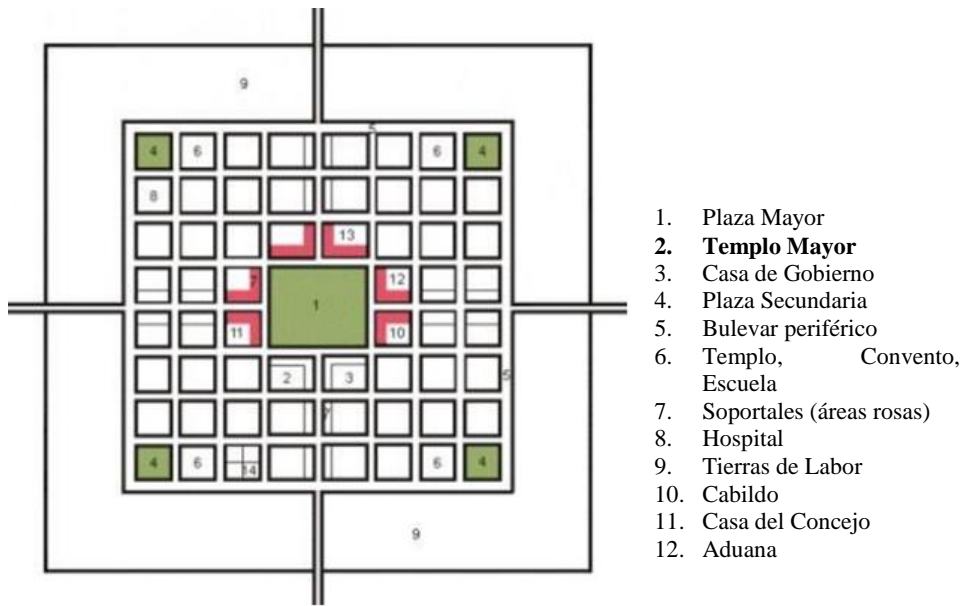 9
5
4 6 6 4
8
13
7 12
1
11 10
2 3 5
7
4 6 14 6 4
9
1. Plaza Mayor
2. Templo Mayor
3. Casa de Gobierno
4. Plaza Secundaria
5. Bulevar periférico
6. Templo, Convento,
Escuela
7. Soportales (áreas rosas)
8. Hospital
9. Tierras de Labor
10. Cabildo
11. Casa del Concejo
12. Aduana